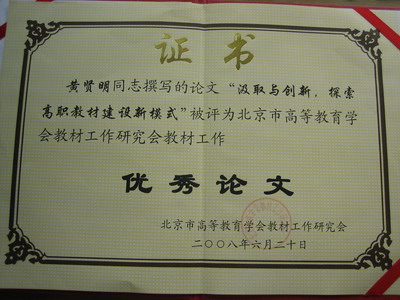 证书
黄贤明同志撰写的论文“汲取与创新，探索
高职教材建设新模式”被评为北京市高等教育学
会教材工作研究会教材工作
优秀论文
北京市高等教育学会教材工作研究会
二〇〇八年六月二十日